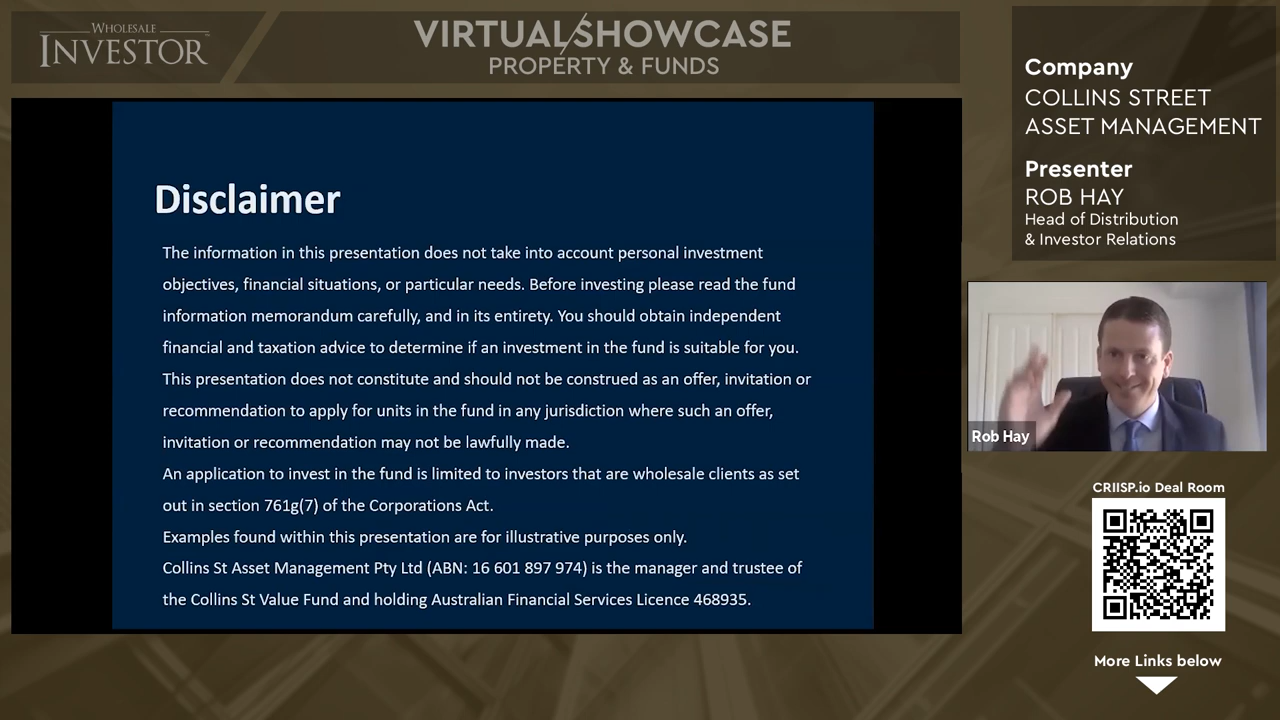 WHOLESALE
INVESTOR
VIRTUAL SHOWCASE
PROPERTY & FUNDS
Disclaimer
The information in this presentation does not take into account personal investment
objectives, financial situations, or particular needs. Before investing please read the fund
information memorandum carefully, and in its entirety. You should obtain independent
financial and taxation advice to determine if an investment in the fund is suitable for you.
This presentation does not constitute and should not be construed as an offer, invitation or
recommendation to apply for units in the fund in any jurisdiction where such an offer,
invitation or recommendation may not be lawfully made.
An application to invest in the fund is limited to investors that are wholesale clients as set
out in section 761g(7) of the Corporations Act.
Examples found within this presentation are for illustrative purposes only.
Collins St Asset Management Pty Ltd (ABN: 16 601 897 974) is the manager and trustee of
the Collins St Value Fund and holding Australian Financial Services Licence 468935.
Company
COLLINS STREET
ASSET MANAGEMENT
Presenter
ROB HAY
Head of Distribution
& Investor Relations
Rob Hay
CRIISP.io Deal Room
More Links below